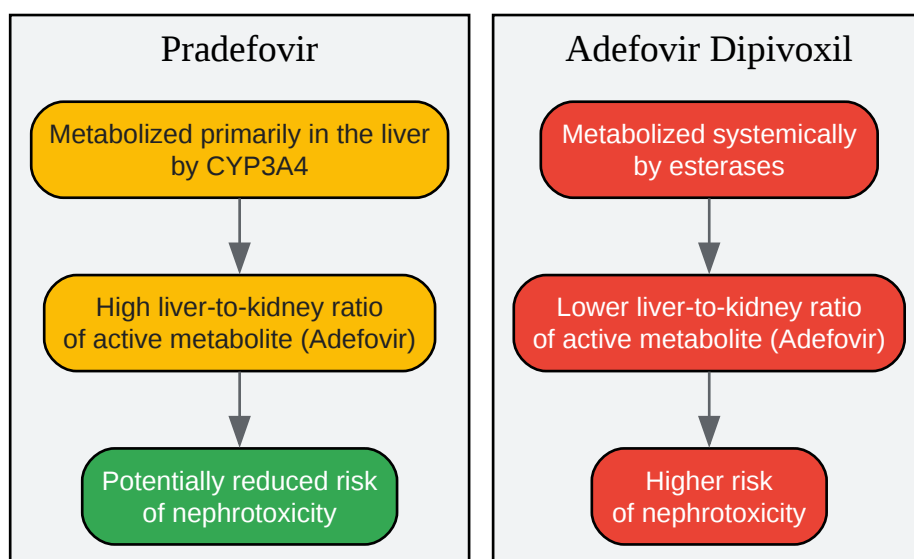 Pradefovir
Metabolized primarily in the liver
by CYP3A4
High liver-to-kidney ratio
of active metabolite (Adefovir)
Potentially reduced risk
of nephrotoxicity
Adefovir Dipivoxil
Metabolized systemically
by esterases
Lower liver-to-kidney ratio
of active metabolite (Adefovir)
Higher risk
of nephrotoxicity